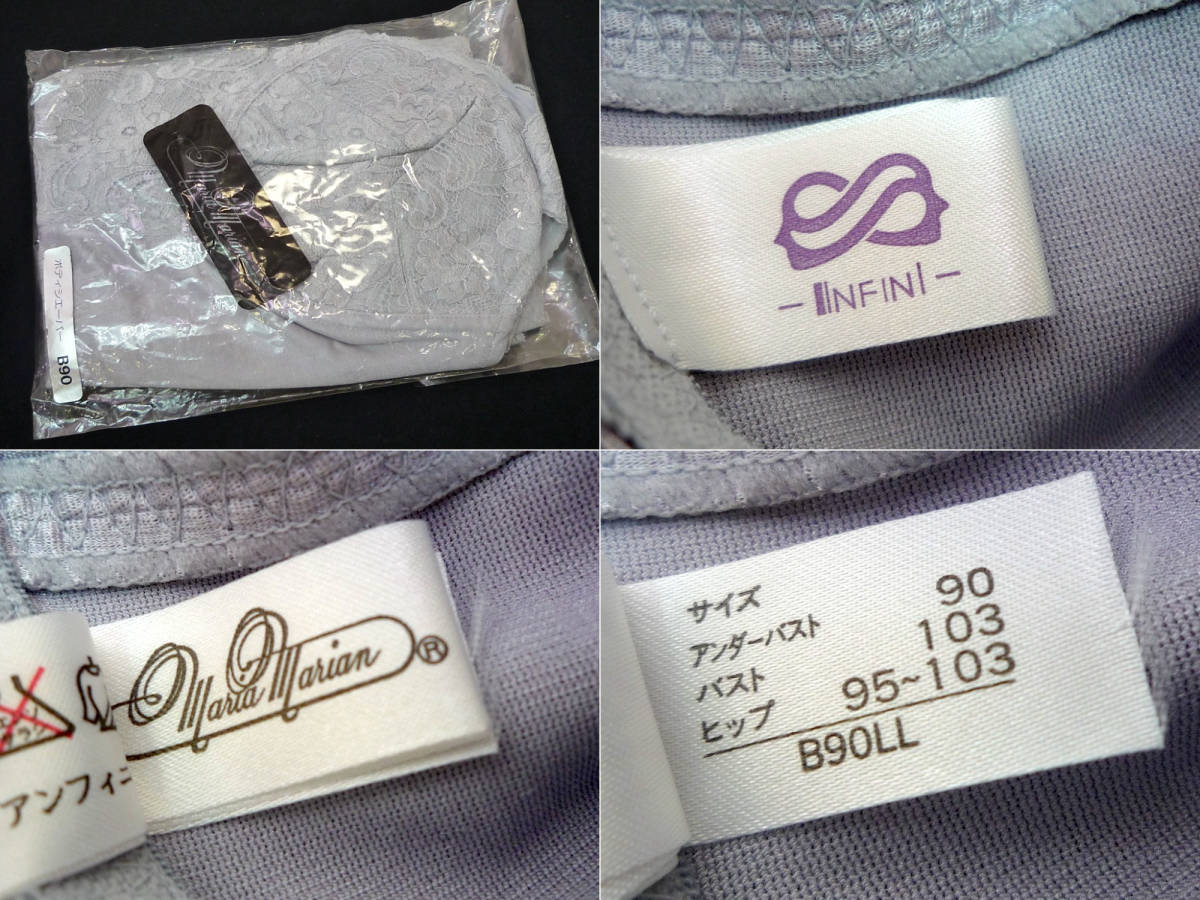 Maria Marian
ボディシェーパー B90
INFINI
Maria Marian®
アンフィニ
サイズ
アンダーバスト 90
バスト 103
ヒップ 95~103
B90LL